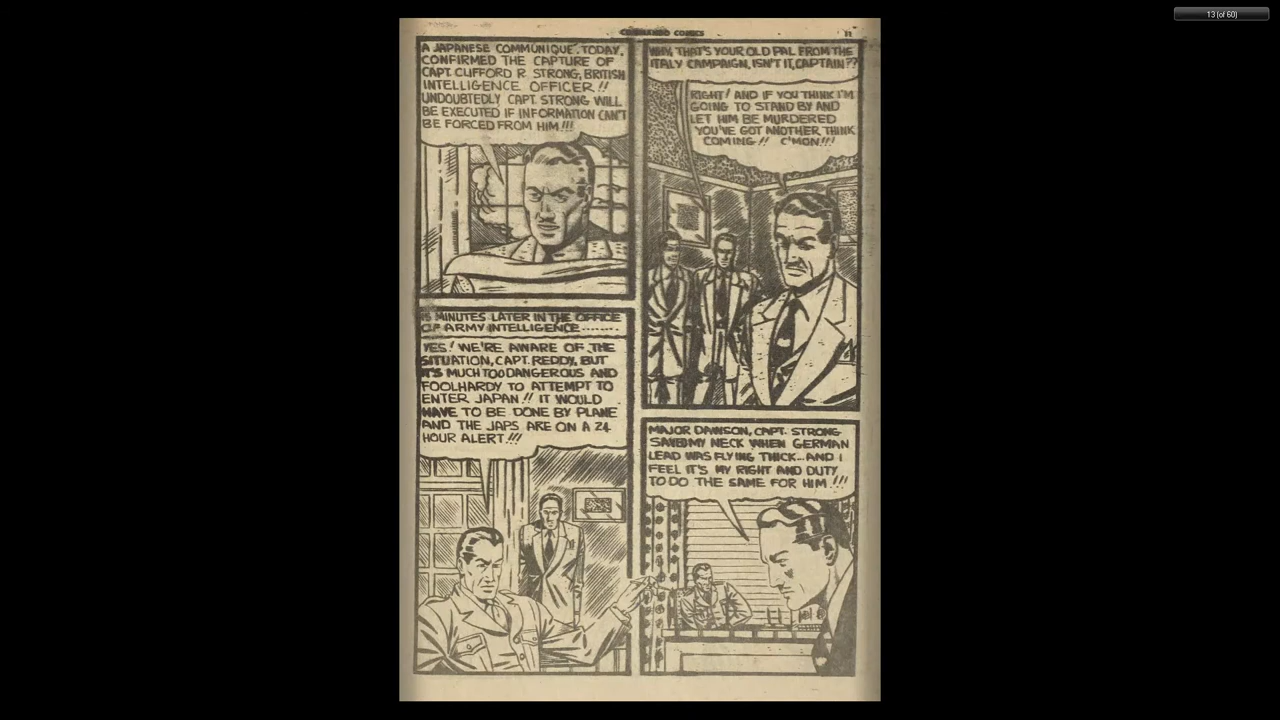 13 (of 60)
COMMANDO COMICS
11
A JAPANESE COMMUNIQUE, TODAY,
CONFIRMED THE CAPTURE OF
CAPT. CLIFFORD R. STRONG, BRITISH
INTELLIGENCE OFFICER!!
UNDOUBTEDLY CAPT. STRONG WILL
BE EXECUTED IF INFORMATION CAN'T
BE FORCED FROM HIM!!!
WHY, THAT'S YOUR OLD PAL FROM THE
ITALY CAMPAIGN, ISN'T IT, CAPTAIN??
RIGHT! AND IF YOU THINK I'M
GOING TO STAND BY AND
LET HIM BE MURDERED
YOU'VE GOT ANOTHER THINK
COMING!! C'MON!!!
15 MINUTES LATER IN THE OFFICE
OF ARMY INTELLIGENCE........
YES! WE'RE AWARE OF THE
SITUATION, CAPT. REDDY, BUT
IT'S MUCH TOO DANGEROUS AND
FOOLHARDY TO ATTEMPT TO
ENTER JAPAN!! IT WOULD
HAVE TO BE DONE BY PLANE
AND THE JAPS ARE ON A 24
HOUR ALERT!!!
MAJOR DAWSON, CAPT. STRONG
SAVED MY NECK WHEN GERMAN
LEAD WAS FLYING THICK...AND I
FEEL IT'S MY RIGHT AND DUTY
TO DO THE SAME FOR HIM!!!